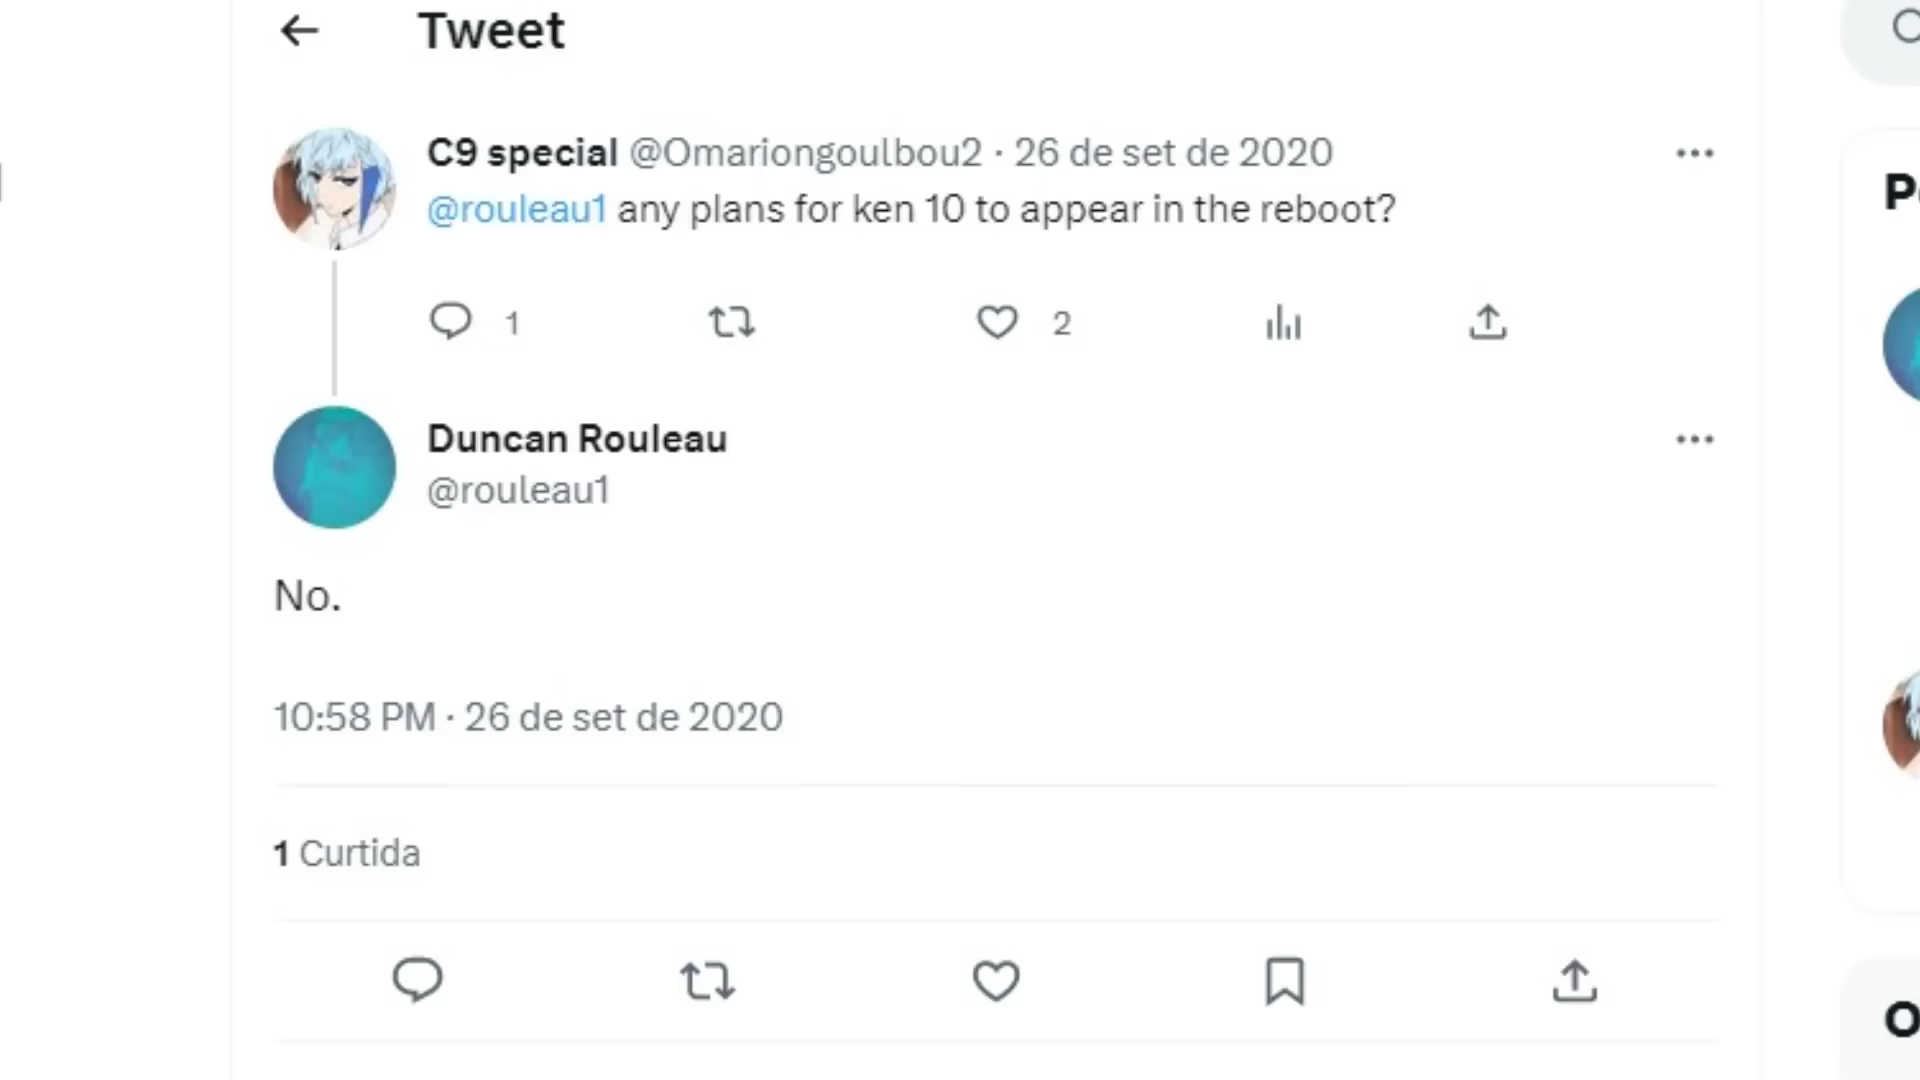 Tweet
C9 special @Omariongoulbou2 · 26 de set de 2020
@rouleau1 any plans for ken 10 to appear in the reboot?
1
2
Duncan Rouleau
@rouleau1
No.
10:58 PM · 26 de set de 2020
1 Curtida